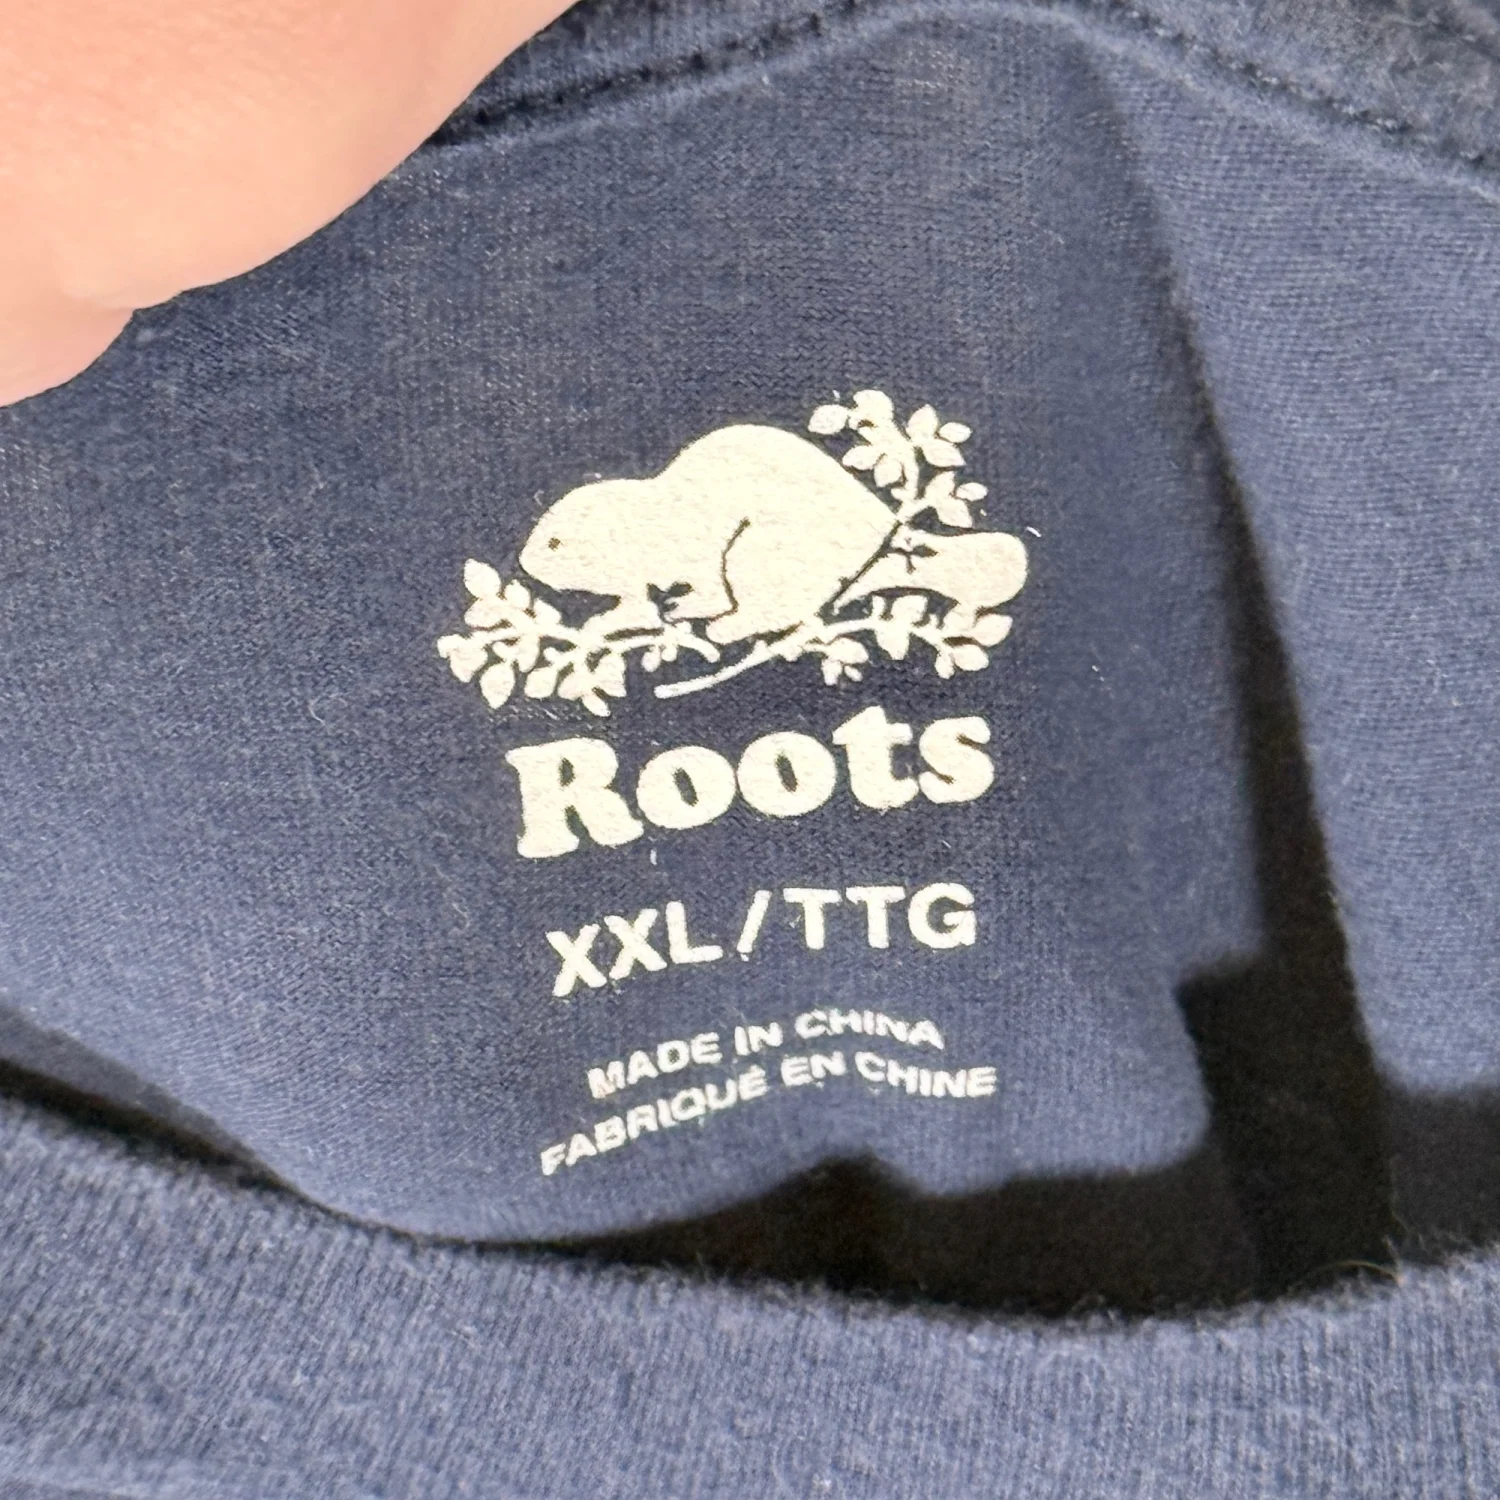 Roots
XXL/TTG
MADE IN CHINA
FABRIQUÉ EN CHINE